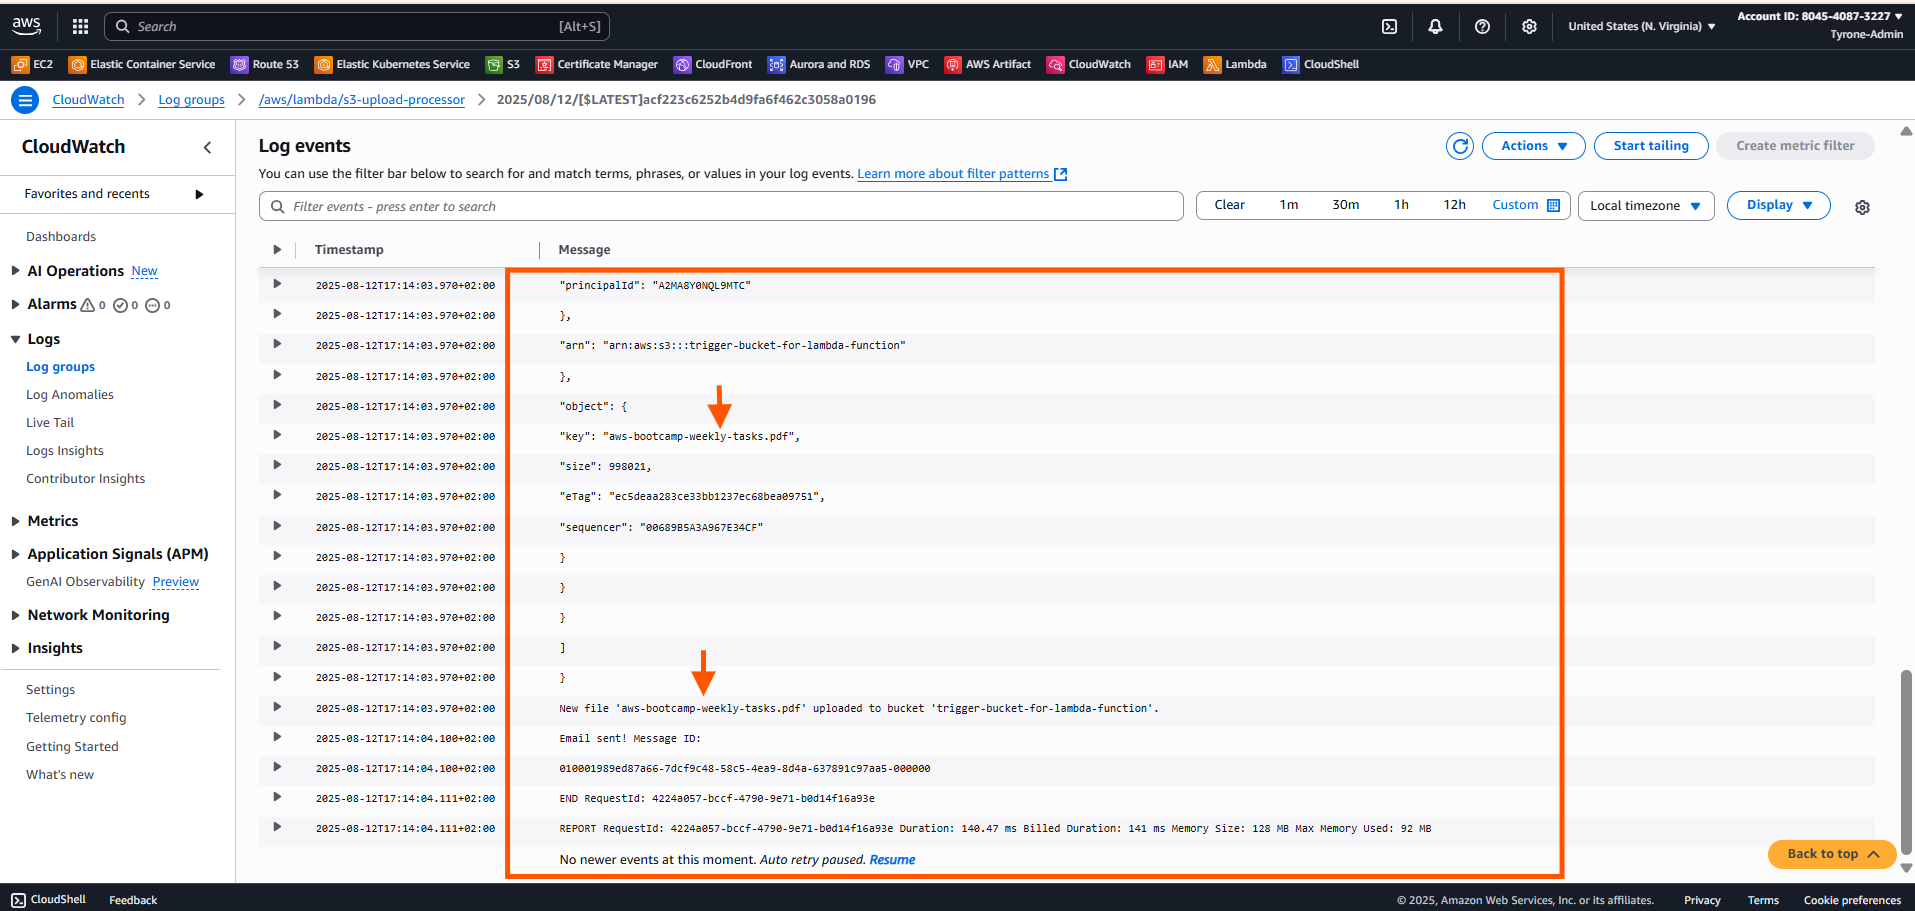 aws
Search
[Alt+S]
United States (N. Virginia)
Account ID: 8045-4087-3227
Tyrone-Admin
EC2
Elastic Container Service
Route 53
Elastic Kubernetes Service
S3
Certificate Manager
CloudFront
Aurora and RDS
VPC
AWS Artifact
CloudWatch
IAM
Lambda
CloudShell
CloudWatch
Log groups
/aws/lambda/s3-upload-processor
2025/08/12/[$LATEST]acf223c6252b4d9fa6f462c3058a0196
CloudWatch
Favorites and recents
Dashboards
AI Operations New
Alarms 0 0 0
Logs
Log groups
Log Anomalies
Live Tail
Logs Insights
Contributor Insights
Metrics
Application Signals (APM)
GenAI Observability Preview
Network Monitoring
Insights
Settings
Telemetry config
Getting Started
What's new
Log events
Actions
Start tailing
Create metric filter
You can use the filter bar below to search for and match terms, phrases, or values in your log events. Learn more about filter patterns
Filter events - press enter to search
Clear 1m 30m 1h 12h Custom
Local timezone
Display
Timestamp Message
2025-08-12T17:14:03.970+02:00 "principalId": "A2MA8Y0NQL9MTC"
2025-08-12T17:14:03.970+02:00 },
2025-08-12T17:14:03.970+02:00 "arn": "arn:aws:s3:::trigger-bucket-for-lambda-function"
2025-08-12T17:14:03.970+02:00 },
2025-08-12T17:14:03.970+02:00 "object": {
2025-08-12T17:14:03.970+02:00 "key": "aws-bootcamp-weekly-tasks.pdf",
2025-08-12T17:14:03.970+02:00 "size": 998021,
2025-08-12T17:14:03.970+02:00 "eTag": "ec5deaa283ce33bb1237ec68bea09751",
2025-08-12T17:14:03.970+02:00 "sequencer": "00689B5A3A967E34CF"
2025-08-12T17:14:03.970+02:00 }
2025-08-12T17:14:03.970+02:00 }
2025-08-12T17:14:03.970+02:00 }
2025-08-12T17:14:03.970+02:00 ]
2025-08-12T17:14:03.970+02:00 }
2025-08-12T17:14:03.970+02:00 New file 'aws-bootcamp-weekly-tasks.pdf' uploaded to bucket 'trigger-bucket-for-lambda-function'.
2025-08-12T17:14:04.100+02:00 Email sent! Message ID:
2025-08-12T17:14:04.100+02:00 010001989ed87a66-7dcf9c48-58c5-4ea9-8d4a-637891c97aa5-000000
2025-08-12T17:14:04.111+02:00 END RequestId: 4224a057-bccf-4790-9e71-b0d14f16a93e
2025-08-12T17:14:04.111+02:00 REPORT RequestId: 4224a057-bccf-4790-9e71-b0d14f16a93e Duration: 140.47 ms Billed Duration: 141 ms Memory Size: 128 MB Max Memory Used: 92 MB
No newer events at this moment. Auto retry paused. Resume
Back to top
CloudShell
Feedback
© 2025, Amazon Web Services, Inc. or its affiliates.
Privacy
Terms
Cookie preferences